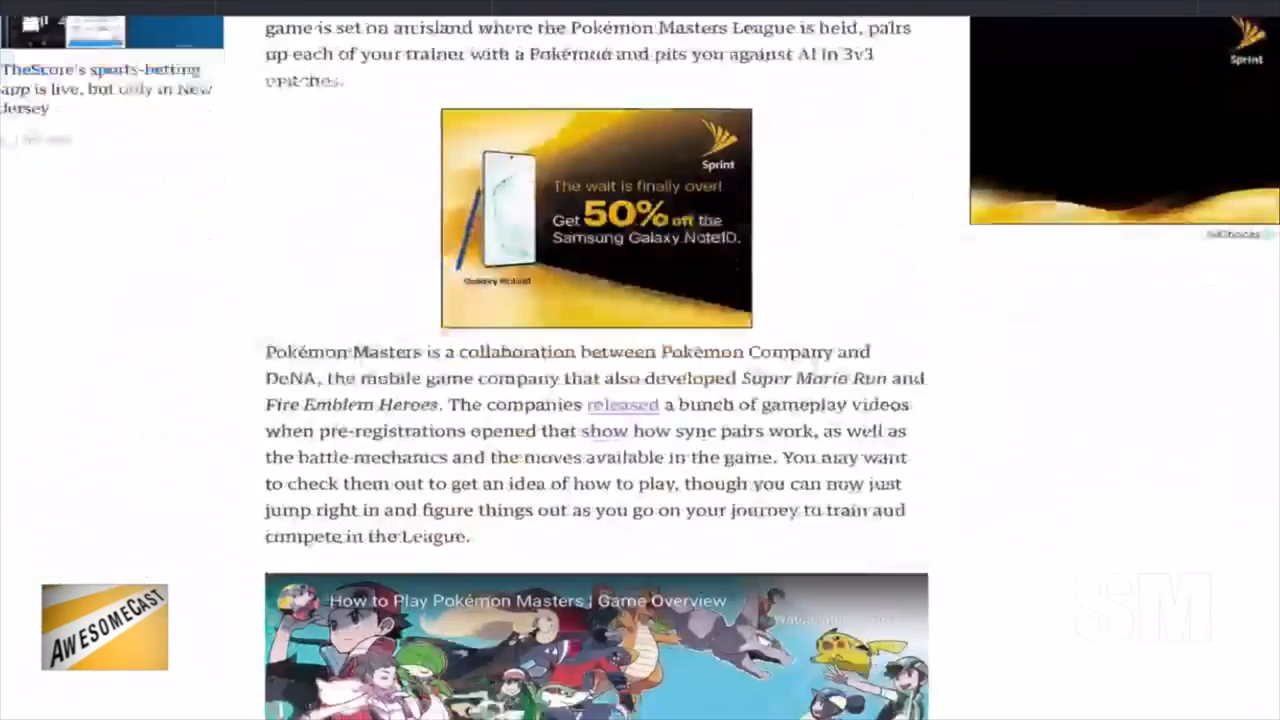 game is set on an island where the Pokémon Masters League is held, pairs
up each of your trainer with a Pokémon and pits you against AI in 3v3
matches.
TheScore's sports-betting
app is live, but only in New
Jersey
Sprint
Sprint
The wait is finally over!
Get 50% off the
Samsung Galaxy Note10.
AdChoices
Pokémon Masters is a collaboration between Pokémon Company and
DeNA, the mobile game company that also developed Super Mario Run and
Fire Emblem Heroes. The companies released a bunch of gameplay videos
when pre-registrations opened that show how sync pairs work, as well as
the battle mechanics and the moves available in the game. You may want
to check them out to get an idea of how to play, though you can now just
jump right in and figure things out as you go on your journey to train and
compete in the League.
How to Play Pokémon Masters | Game Overview
AWESOMECAST
SM